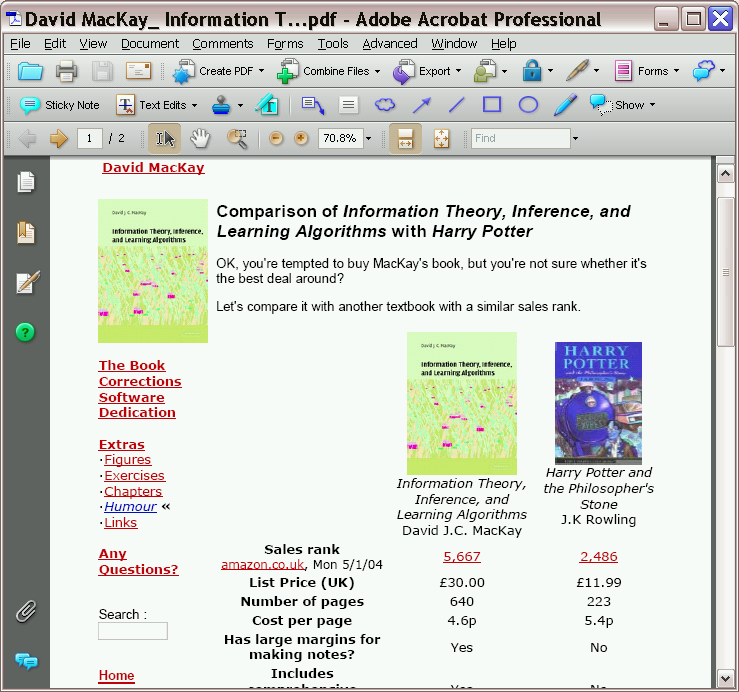 David MacKay_ Information T...pdf - Adobe Acrobat Professional
File Edit View Document Comments Forms Tools Advanced Window Help
Create PDF Combine Files Export Forms
Sticky Note Text Edits Show
1 / 2 70.8% Find
David MacKay
David J.C. MacKay
Information Theory, Inference,
and Learning Algorithms
Comparison of Information Theory, Inference, and
Learning Algorithms with Harry Potter
OK, you're tempted to buy MacKay's book, but you're not sure whether it's
the best deal around?
Let's compare it with another textbook with a similar sales rank.
The Book
Corrections
Software
Dedication
Extras
·Figures
·Exercises
·Chapters
·Humour «
·Links
Any
Questions?
Search :
Home
David J.C. MacKay
Information Theory, Inference,
and Learning Algorithms
HARRY
POTTER
and the Philosopher's Stone
Information Theory,
Inference, and
Learning Algorithms
David J.C. MacKay
Harry Potter and
the Philosopher's
Stone
J.K Rowling
Sales rank
amazon.co.uk, Mon 5/1/04 5,667 2,486
List Price (UK) £30.00 £11.99
Number of pages 640 223
Cost per page 4.6p 5.4p
Has large margins for
making notes? Yes No
Includes
comprehensive Yes No